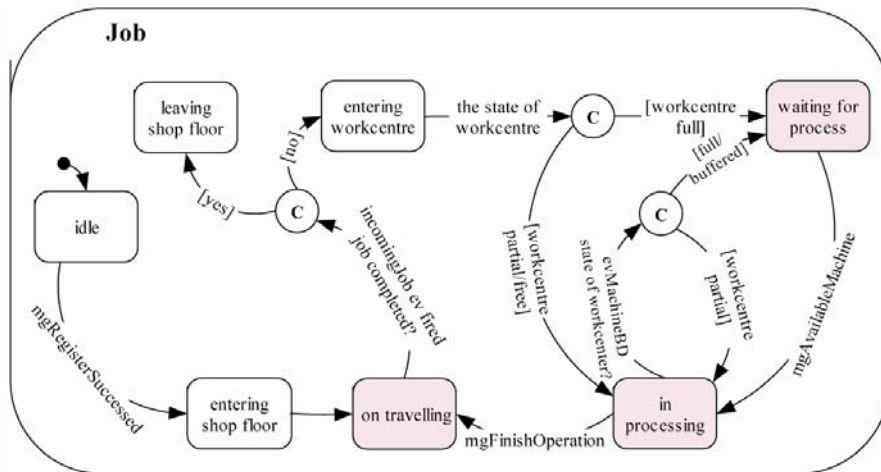 Job
leaving
shop floor
entering
workcentre
the state of
workcentre
C
[workcentre
full]
waiting for
process
[no]
[full/
buffered]
[yes]
C
C
idle
incomingJob ev fired
job completed?
[workcentre
partial/free]
evMachineBD
state of workcenter?
[workcentre
partial]
mgAvailableMachine
mgRegisterSuccessed
entering
shop floor
on travelling
mgFinishOperation
in
processing